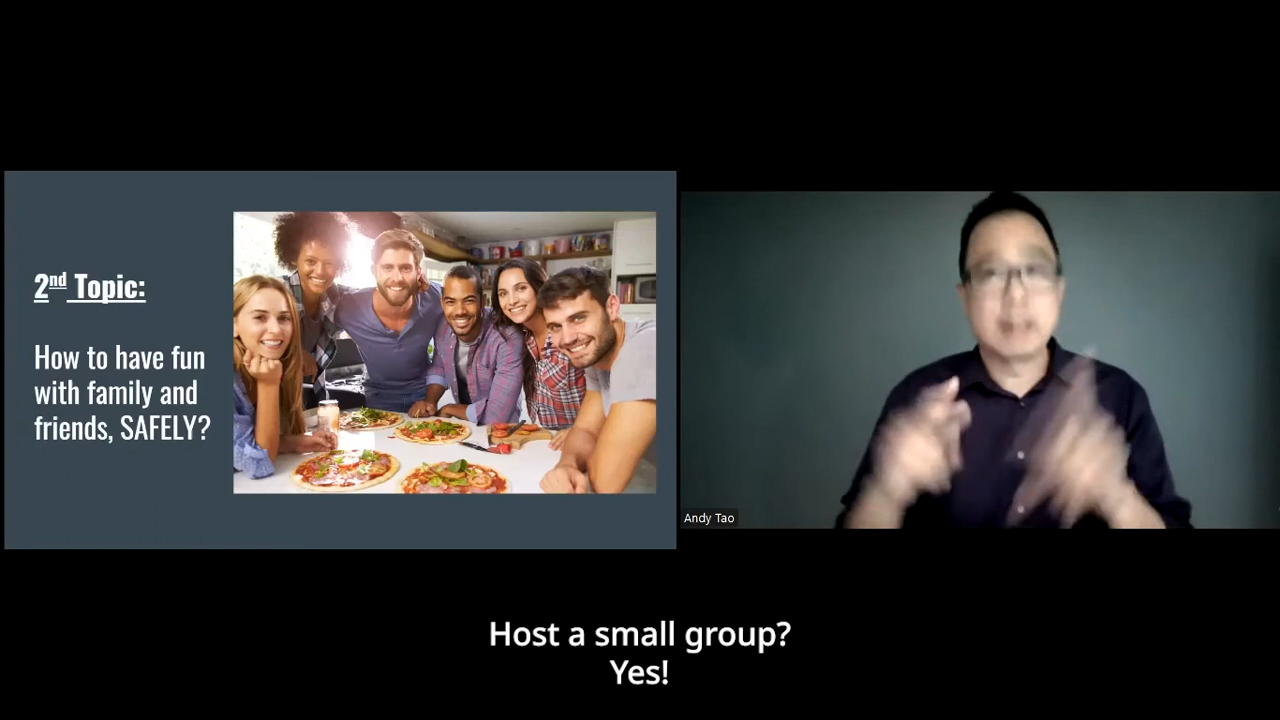 2nd Topic:
How to have fun
with family and
friends, SAFELY?
Andy Tao
Host a small group?
Yes!